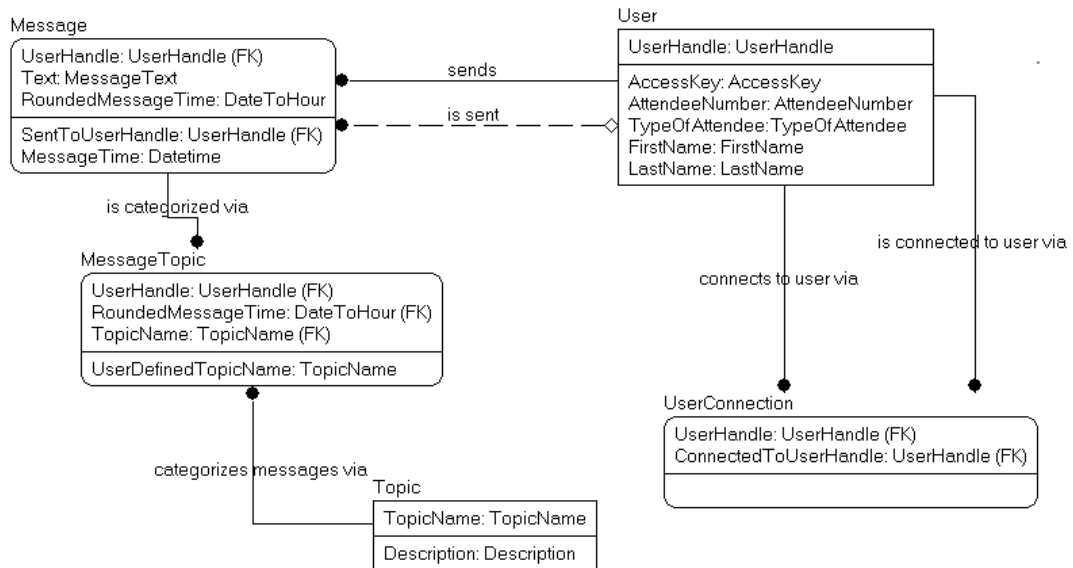 Message
UserHandle: UserHandle (FK)
Text: MessageText
RoundedMessageTime: DateToHour
SentToUserHandle: UserHandle (FK)
MessageTime: Datetime
sends
is sent
User
UserHandle: UserHandle
AccessKey: AccessKey
AttendeeNumber: AttendeeNumber
TypeOfAttendee: TypeOfAttendee
FirstName: FirstName
LastName: LastName
is categorized via
MessageTopic
UserHandle: UserHandle (FK)
RoundedMessageTime: DateToHour (FK)
TopicName: TopicName (FK)
UserDefinedTopicName: TopicName
is connected to user via
connects to user via
UserConnection
UserHandle: UserHandle (FK)
ConnectedToUserHandle: UserHandle (FK)
categorizes messages via
Topic
TopicName: TopicName
Description: Description